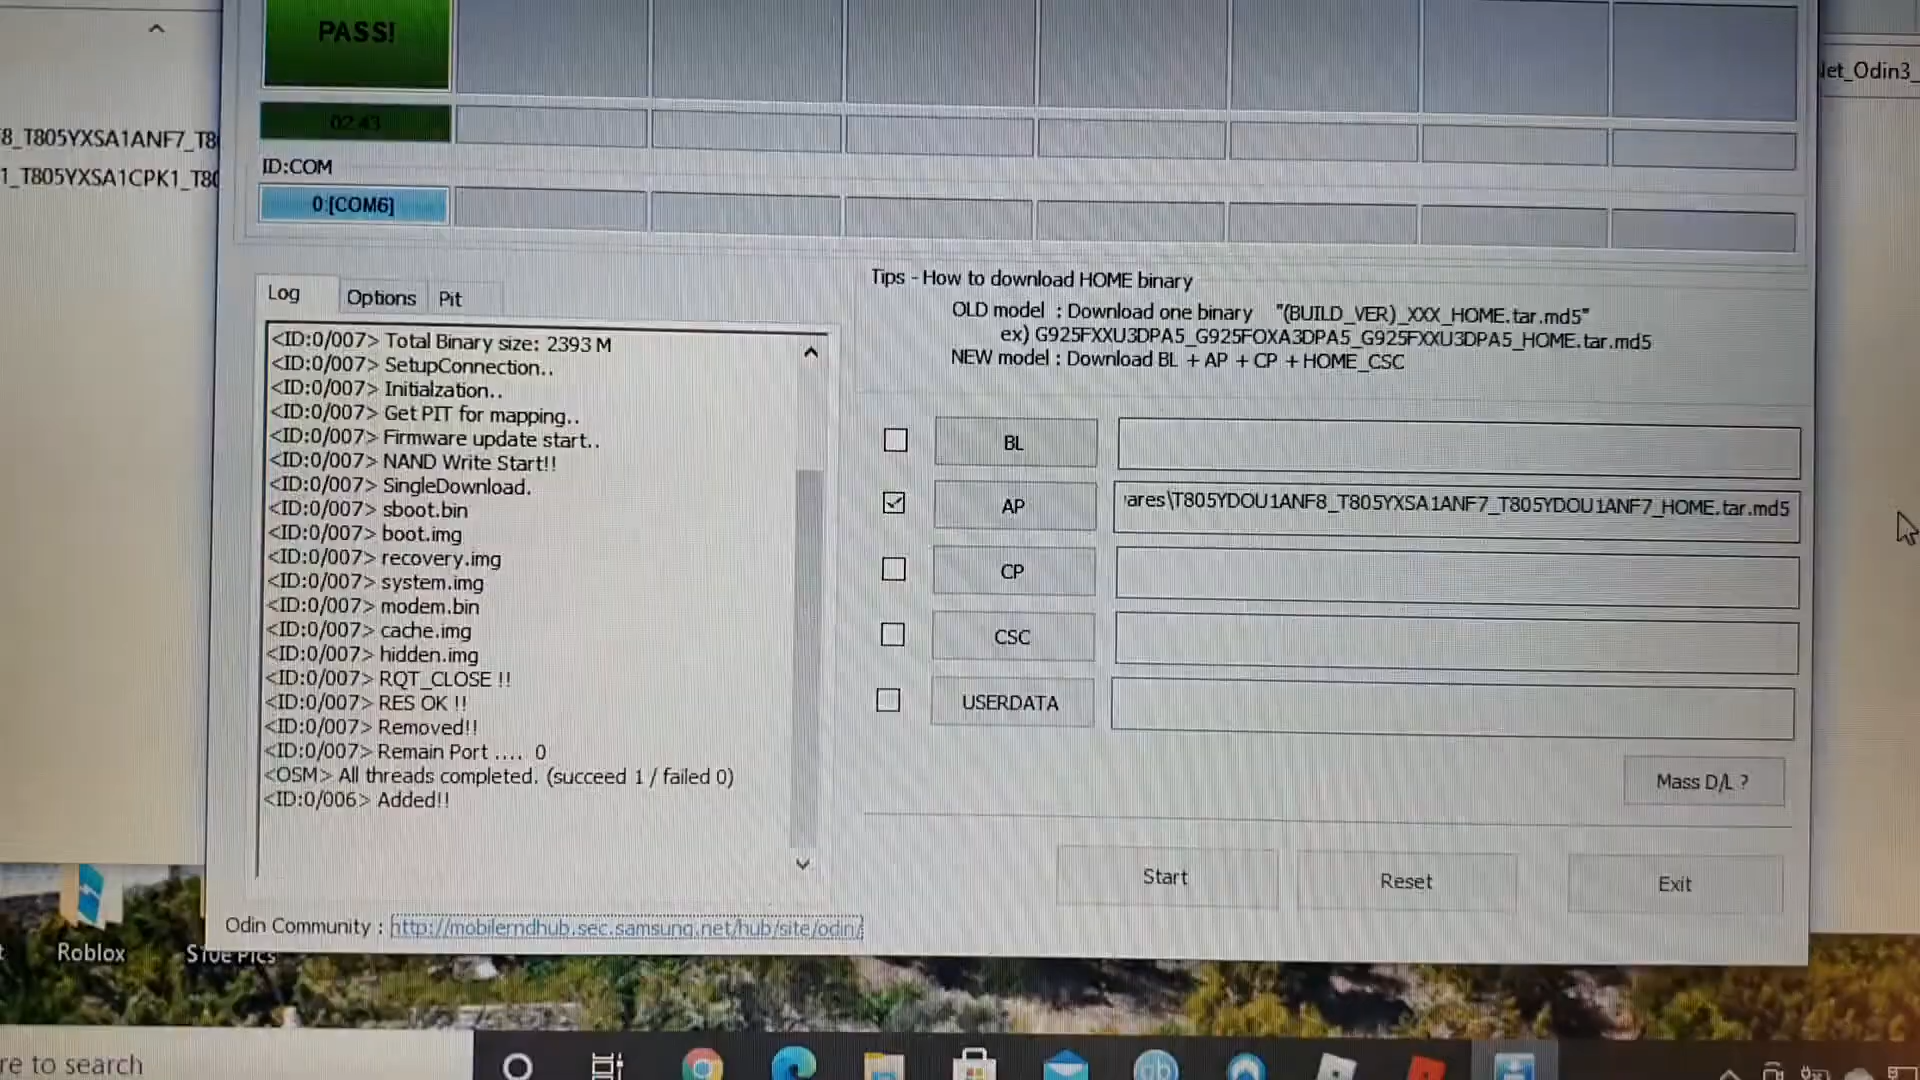 PASS!
02:43
8_T805YXSA1ANF7_T8
1_T805YXSA1CPK1_T80
let_Odin3_
ID:COM
0:[COM6]
Log
Options
Pit
<ID:0/007> Total Binary size: 2393 M
<ID:0/007> SetupConnection..
<ID:0/007> Initialzation..
<ID:0/007> Get PIT for mapping..
<ID:0/007> Firmware update start..
<ID:0/007> NAND Write Start!!
<ID:0/007> SingleDownload.
<ID:0/007> sboot.bin
<ID:0/007> boot.img
<ID:0/007> recovery.img
<ID:0/007> system.img
<ID:0/007> modem.bin
<ID:0/007> cache.img
<ID:0/007> hidden.img
<ID:0/007> RQT_CLOSE !!
<ID:0/007> RES OK !!
<ID:0/007> Removed!!
<ID:0/007> Remain Port .... 0
<OSM> All threads completed. (succeed 1 / failed 0)
<ID:0/006> Added!!
Tips - How to download HOME binary
OLD model : Download one binary "(BUILD_VER)_XXX_HOME.tar.md5"
ex) G925FXXU3DPA5_G925FOXA3DPA5_G925FXXU3DPA5_HOME.tar.md5
NEW model : Download BL + AP + CP + HOME_CSC
BL
AP
ares\T805YDOU1ANF8_T805YXSA1ANF7_T805YDOU1ANF7_HOME.tar.md5
CP
CSC
USERDATA
Mass D/L ?
Start
Reset
Exit
Odin Community : http://mobilerndhub.sec.samsung.net/hub/site/odin/
Roblox
S10e Pics
re to search